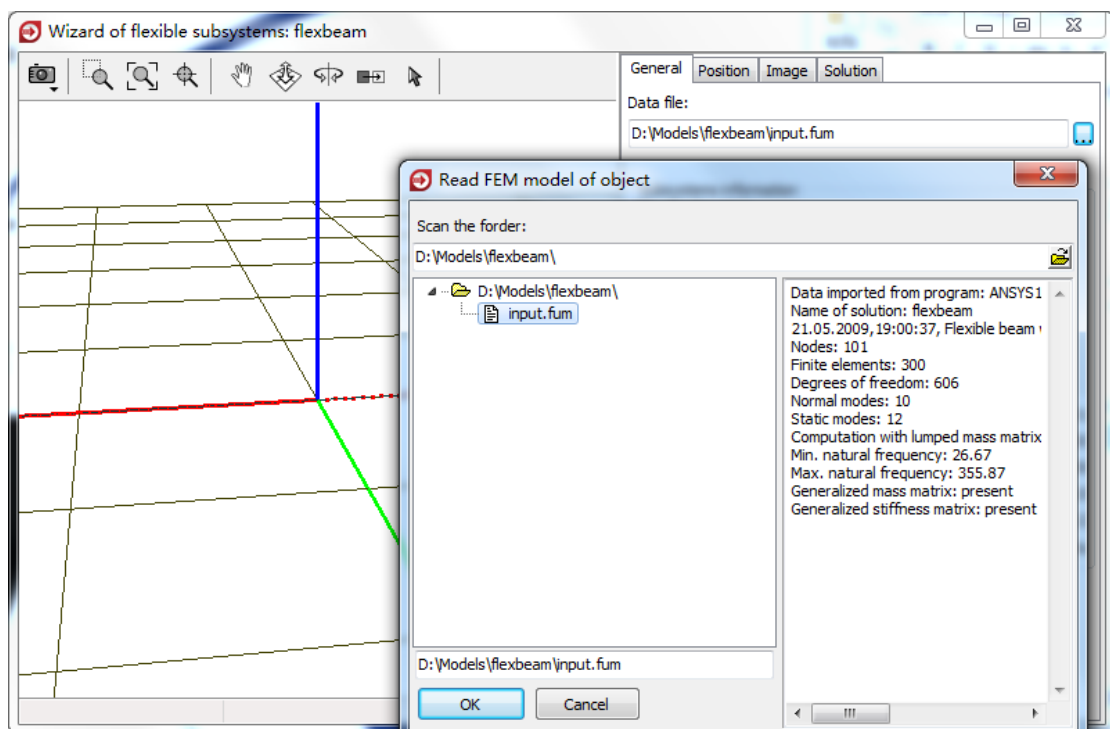 Wizard of flexible subsystems: flexbeam
General Position Image Solution
Data file:
D:\Models\flexbeam\input.fum
Read FEM model of object
Scan the forder:
D:\Models\flexbeam\
D:\Models\flexbeam\
input.fum
Data imported from program: ANSYS1
Name of solution: flexbeam
21.05.2009,19:00:37, Flexible beam
Nodes: 101
Finite elements: 300
Degrees of freedom: 606
Normal modes: 10
Static modes: 12
Computation with lumped mass matrix
Min. natural frequency: 26.67
Max. natural frequency: 355.87
Generalized mass matrix: present
Generalized stiffness matrix: present
D:\Models\flexbeam\input.fum
OK Cancel